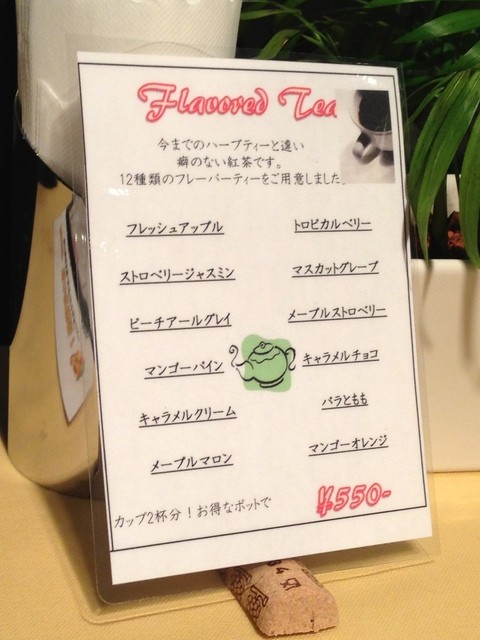 Flavored Tea
今までのハーブティーと違い
癖のない紅茶です。
12種類のフレーバーティーをご用意しました。
フレッシュアップル
トロピカルベリー
ストロベリージャスミン
マスカットグレープ
ピーチアールグレイ
メープルストロベリー
マンゴーパイン
キャラメルチョコ
キャラメルクリーム
バラともも
メープルマロン
マンゴーオレンジ
カップ2杯分！お得なポットで
¥550-